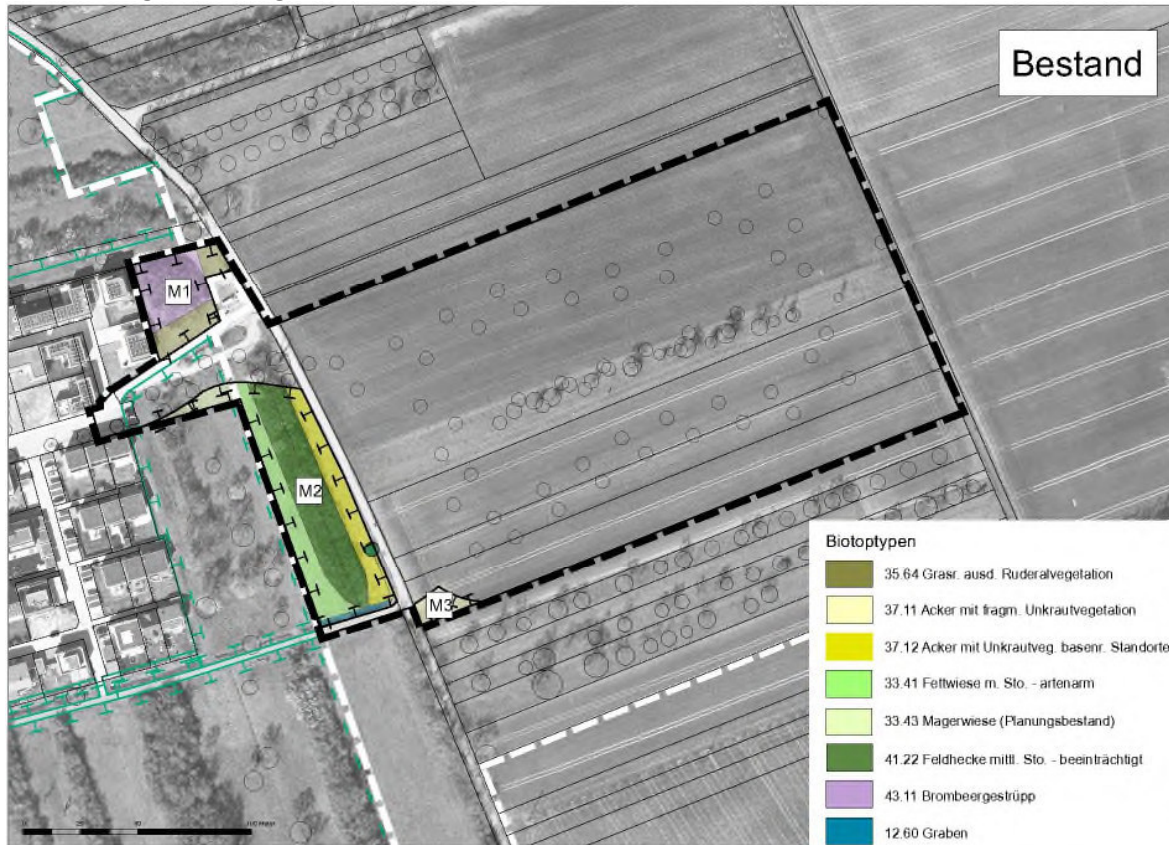 Bestand
M1
M2
M3
Biotoptypen
35.64 Grasr. ausd. Ruderalvegetation
37.11 Acker mit fragm. Unkrautvegetation
37.12 Acker mit Unkrautveg. basenr. Standorte
33.41 Fettwiese m. Sto. - artenarm
33.43 Magerwiese (Planungsbestand)
41.22 Feldhecke mittl. Sto. - beeinträchtigt
43.11 Brombeergestrüpp
12.60 Graben